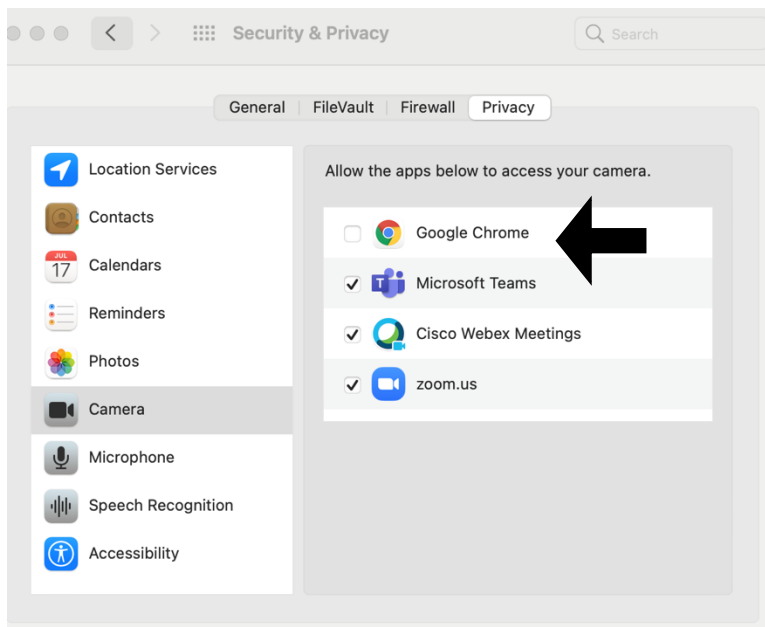 Security & Privacy
Search
General
FileVault
Firewall
Privacy
Location Services
Contacts
JUL
17
Calendars
Reminders
Photos
Camera
Microphone
Speech Recognition
Accessibility
Allow the apps below to access your camera.
Google Chrome
T
Microsoft Teams
Cisco Webex Meetings
zoom.us